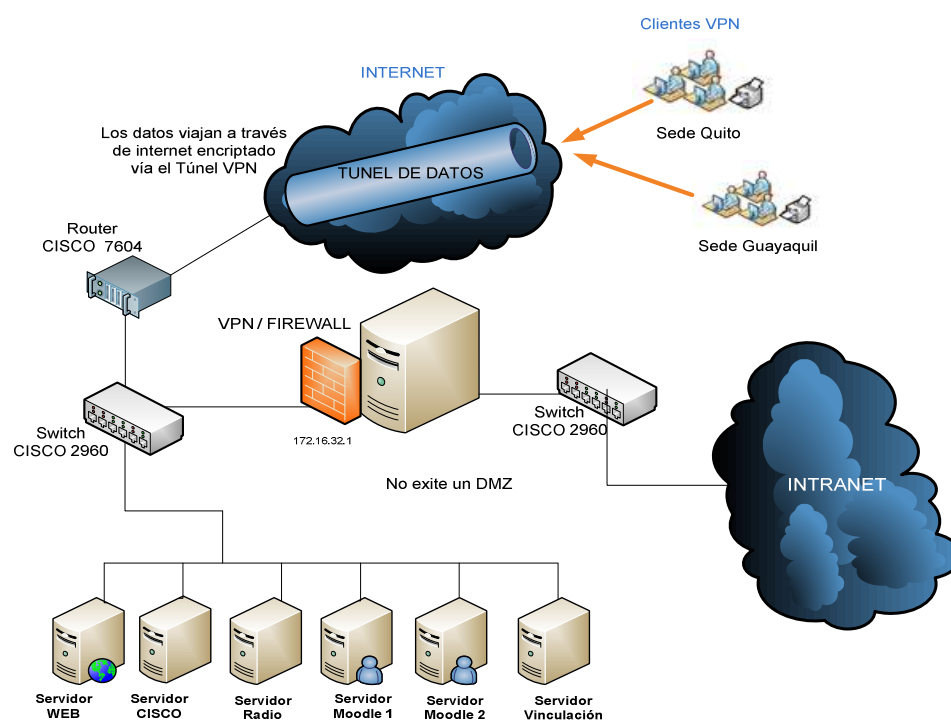 Clientes VPN
INTERNET
Sede Quito
Los datos viajan a través
de internet encriptado
vía el Túnel VPN
TUNEL DE DATOS
Router
CISCO 7604
Sede Guayaquil
VPN / FIREWALL
Switch
CISCO 2960
172.16.32.1
Switch
CISCO 2960
No exite un DMZ
INTRANET
Servidor
WEB
Servidor
CISCO
Servidor
Radio
Servidor
Moodle 1
Servidor
Moodle 2
Servidor
Vinculación